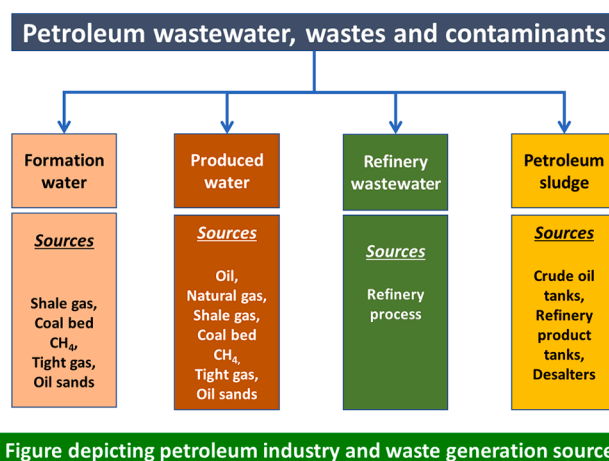 Petroleum wastewater, wastes and contaminants
Formation
water
Sources
Shale gas,
Coal bed
CH₄,
Tight gas,
Oil sands
Produced
water
Sources
Oil,
Natural gas,
Shale gas,
Coal bed
CH₄,
Tight gas,
Oil sands
Refinery
wastewater
Sources
Refinery
process
Petroleum
sludge
Sources
Crude oil
tanks,
Refinery
product
tanks,
Desalters
Figure depicting petroleum industry and waste generation source